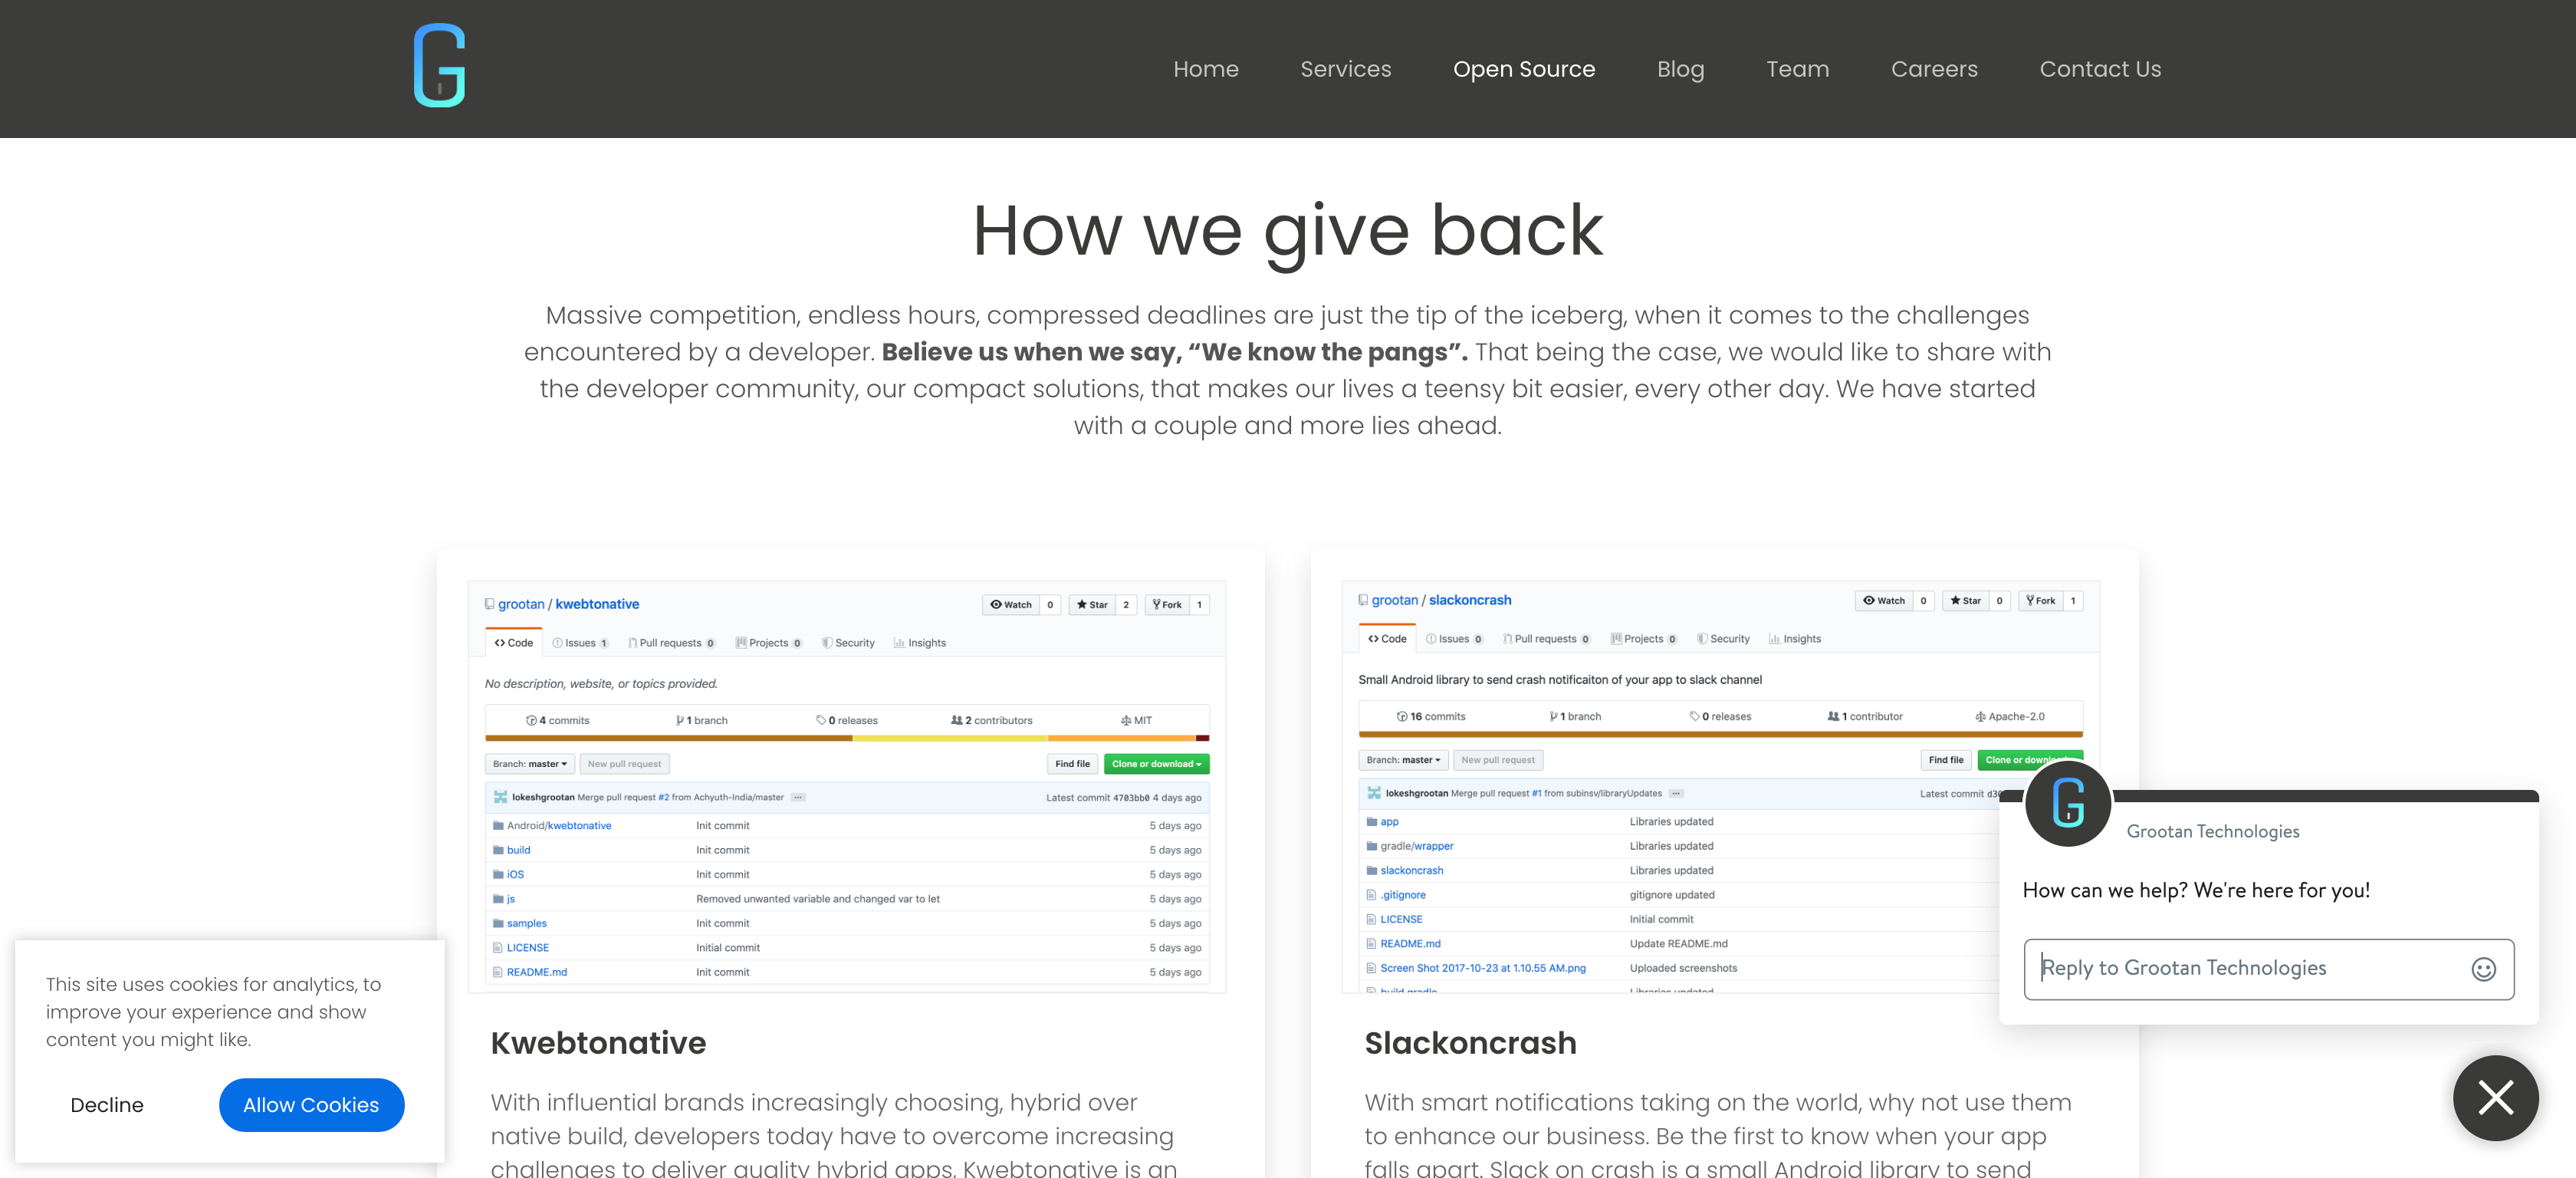 Home Services Open Source Blog Team Careers Contact Us
How we give back
Massive competition, endless hours, compressed deadlines are just the tip of the iceberg, when it comes to the challenges
encountered by a developer. Believe us when we say, “We know the pangs”. That being the case, we would like to share with
the developer community, our compact solutions, that makes our lives a teensy bit easier, every other day. We have started
with a couple and more lies ahead.
grootan / kwebtonative Watch 0 Star 2 Fork 1
Code Issues 1 Pull requests 0 Projects 0 Security Insights
No description, website, or topics provided.
4 commits 1 branch 0 releases 2 contributors MIT
Branch: master New pull request Find file Clone or download
lokeshgrootan Merge pull request #2 from Achyuth-India/master ... Latest commit 4703bb0 4 days ago
Android/kwebtonative Init commit 5 days ago
build Init commit 5 days ago
iOS Init commit 5 days ago
js Removed unwanted variable and changed var to let 5 days ago
samples Init commit 5 days ago
LICENSE Initial commit 5 days ago
README.md Init commit 5 days ago
Kwebtonative
With influential brands increasingly choosing, hybrid over
native build, developers today have to overcome increasing
challenges to deliver quality hybrid apps. Kwebtonative is an
grootan / slackoncrash Watch 0 Star 0 Fork 1
Code Issues 0 Pull requests 0 Projects 0 Security Insights
Small Android library to send crash notificaiton of your app to slack channel
16 commits 1 branch 0 releases 1 contributor Apache-2.0
Branch: master New pull request Find file Clone or
lokeshgrootan Merge pull request #1 from subinsv/libraryUpdates ... Latest commit
app Libraries updated
gradle/wrapper Libraries updated
slackoncrash Libraries updated
.gitignore gitignore updated
LICENSE Initial commit
README.md Update README.md
Screen Shot 2017-10-23 at 1.10.55 AM.png Uploaded screenshots
build.gradle Libraries updated
Slackoncrash
With smart notifications taking on the world, why not use them
to enhance our business. Be the first to know when your app
falls apart. Slack on crash is a small Android library to send
This site uses cookies for analytics, to
improve your experience and show
content you might like.
Decline Allow Cookies
Grootan Technologies
How can we help? We're here for you!
Reply to Grootan Technologies